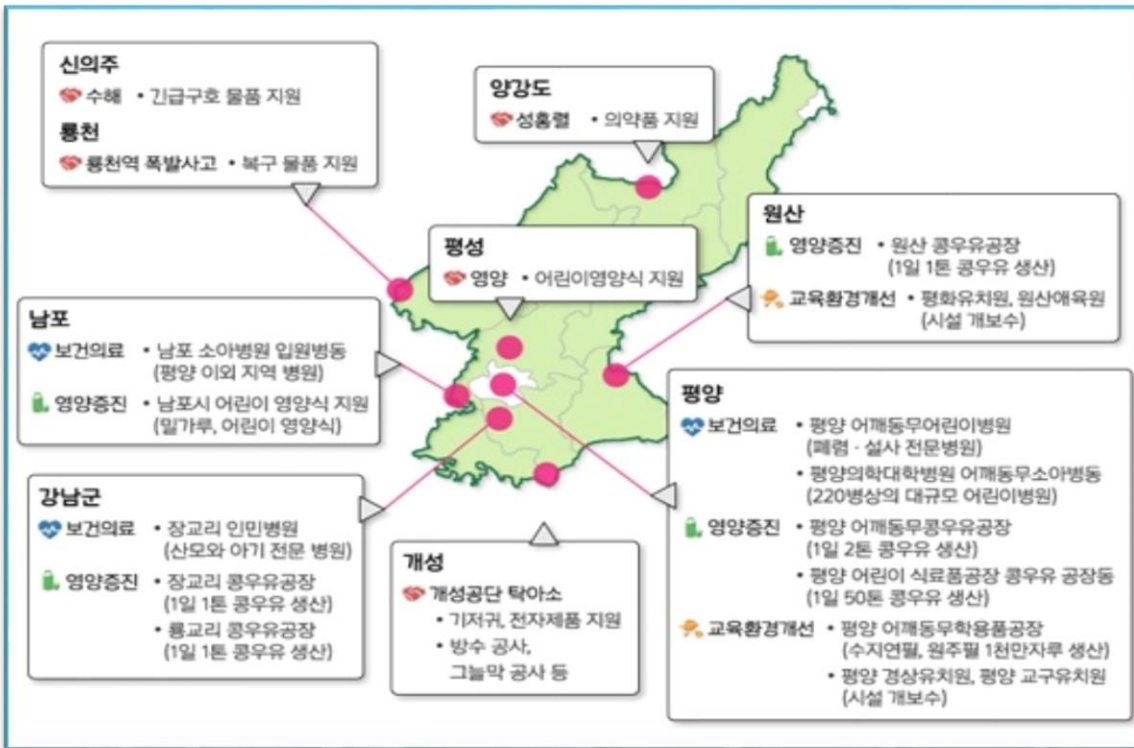 신의주
수해 • 긴급구호 물품 지원
룡천
룡천역 폭발사고 • 복구 물품 지원
양강도
성홍렬 • 의약품 지원
평성
영양 • 어린이영양식 지원
원산
영양증진 • 원산 콩우유공장
(1일 1톤 콩우유 생산)
교육환경개선 • 평화유치원, 원산애육원
(시설 개보수)
남포
보건의료 • 남포 소아병원 입원병동
(평양 이외 지역 병원)
영양증진 • 남포시 어린이 영양식 지원
(밀가루, 어린이 영양식)
평양
보건의료 • 평양 어깨동무어린이병원
(폐렴 · 설사 전문병원)
• 평양의학대학병원 어깨동무소아병동
(220병상의 대규모 어린이병원)
영양증진 • 평양 어깨동무콩우유공장
(1일 2톤 콩우유 생산)
• 평양 어린이 식료품공장 콩우유 공장동
(1일 50톤 콩우유 생산)
교육환경개선 • 평양 어깨동무학용품공장
(수지연필, 원주필 1천만자루 생산)
• 평양 경상유치원, 평양 교구유치원
(시설 개보수)
강남군
보건의료 • 장교리 인민병원
(산모와 아기 전문 병원)
영양증진 • 장교리 콩우유공장
(1일 1톤 콩우유 생산)
• 룡교리 콩우유공장
(1일 1톤 콩우유 생산)
개성
개성공단 탁아소
• 기저귀, 전자제품 지원
• 방수 공사,
그늘막 공사 등